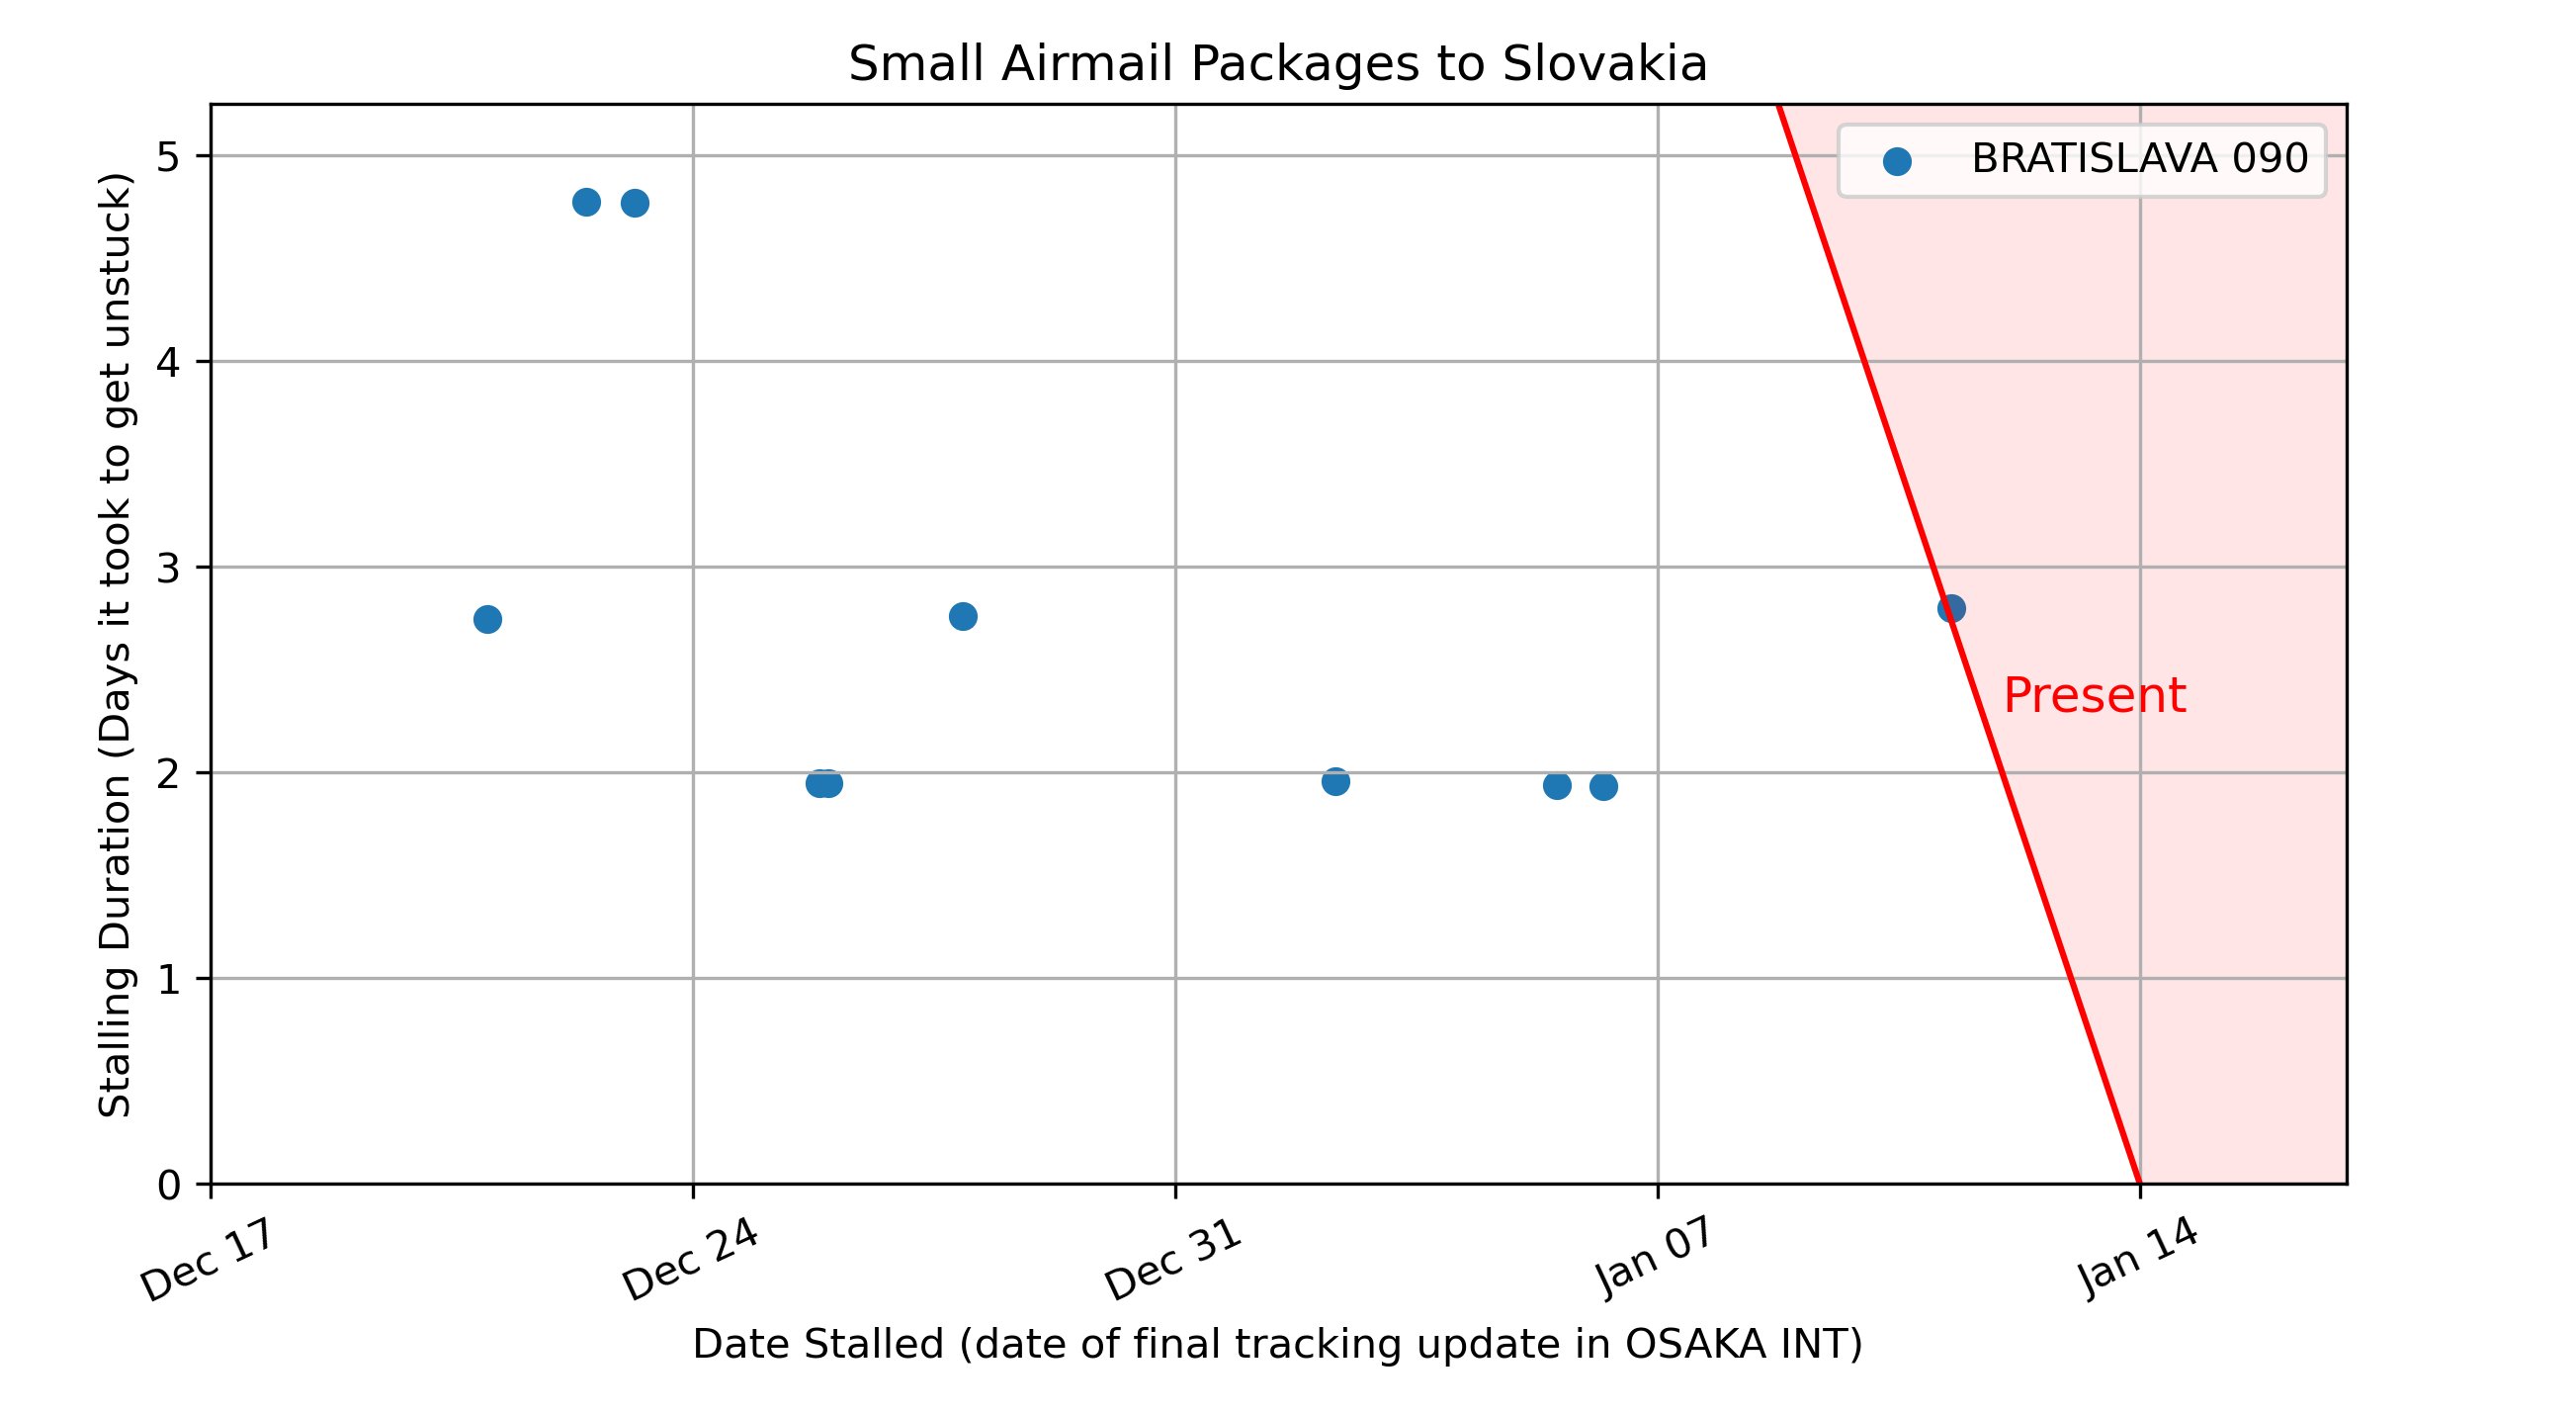 Small Airmail Packages to Slovakia
BRATISLAVA 090
Present
Stalling Duration (Days it took to get unstuck)
5
4
3
2
1
0
Dec 17
Dec 24
Dec 31
Jan 07
Jan 14
Date Stalled (date of final tracking update in OSAKA INT)